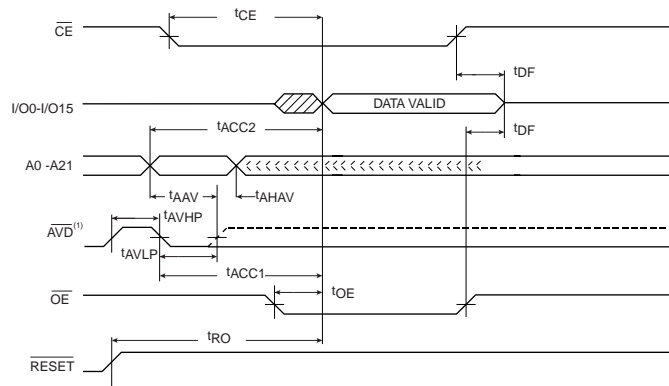 tCE
CE
tDF
I/O0-I/O15
DATA VALID
tACC2
tDF
A0 -A21
tAAV
tAHAV
tAVHP
AVD(1)
tAVLP
tACC1
OE
tOE
tRO
RESET